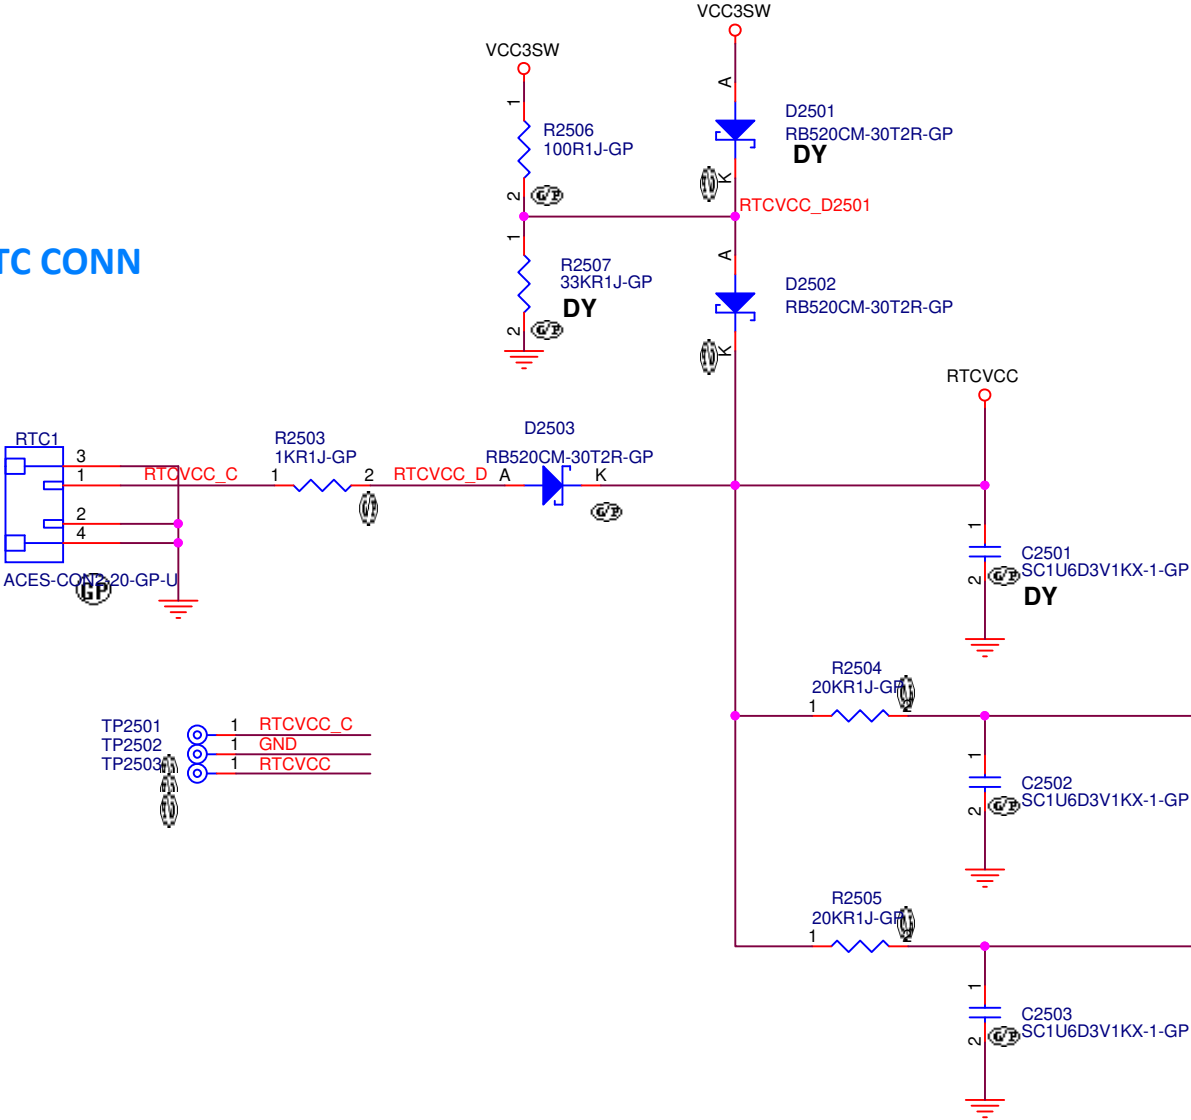 VCC3SW
VCC3SW
A
D2501
RB520CM-30T2R-GP
DY
1
R2506
100R1J-GP
2
G/P
K
RTCVCC_D2501
TC CONN
1
R2507
33KR1J-GP
DY
2
G/P
A
D2502
RB520CM-30T2R-GP
K
RTCVCC
RTC1
3
1
2
4
ACES-CON2-20-GP-U
GP
RTCVCC_C
R2503
1KR1J-GP
1
2
RTCVCC_D
D2503
RB520CM-30T2R-GP
A
K
G/P
1
C2501
SC1U6D3V1KX-1-GP
2
G/P
DY
R2504
20KR1J-GP
1
2
TP2501
1
RTCVCC_C
TP2502
1
GND
TP2503
1
RTCVCC
1
C2502
SC1U6D3V1KX-1-GP
2
G/P
R2505
20KR1J-GP
1
2
1
C2503
SC1U6D3V1KX-1-GP
2
G/P